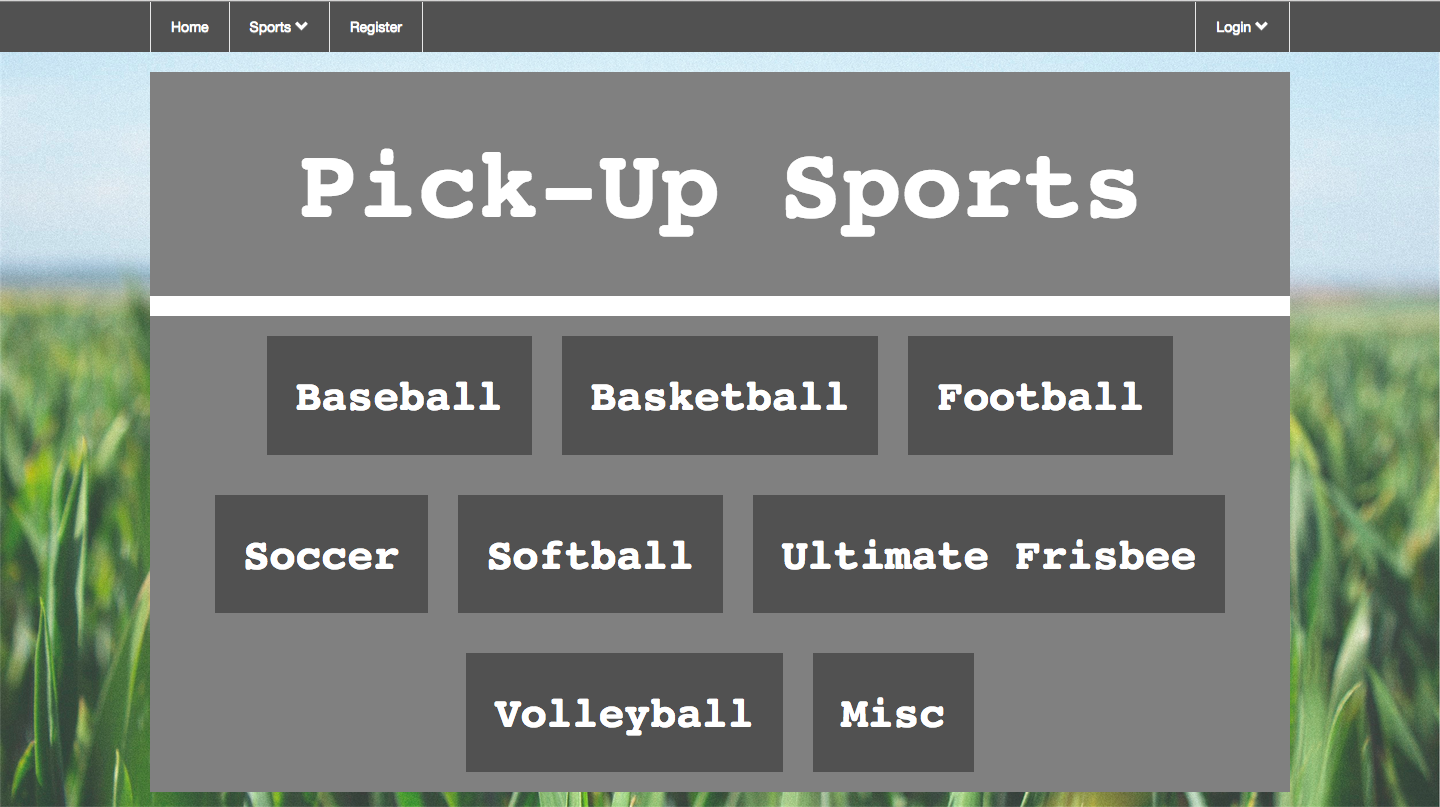 Home Sports Register Login
Pick-Up Sports
Baseball Basketball Football
Soccer Softball Ultimate Frisbee
Volleyball Misc